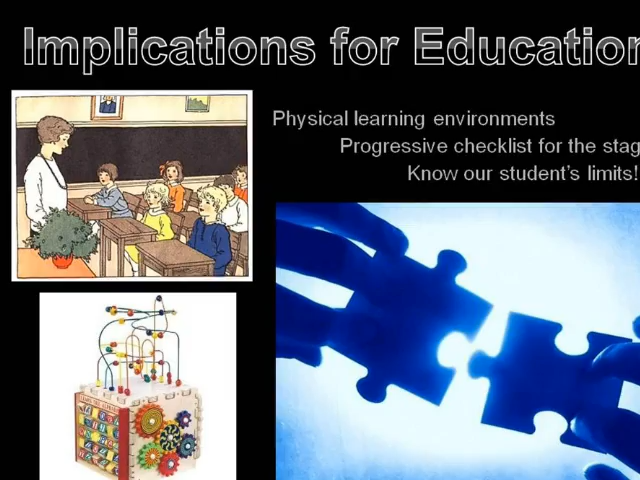 Implications for Education
Physical learning environments
Progressive checklist for the stag
Know our student's limits!